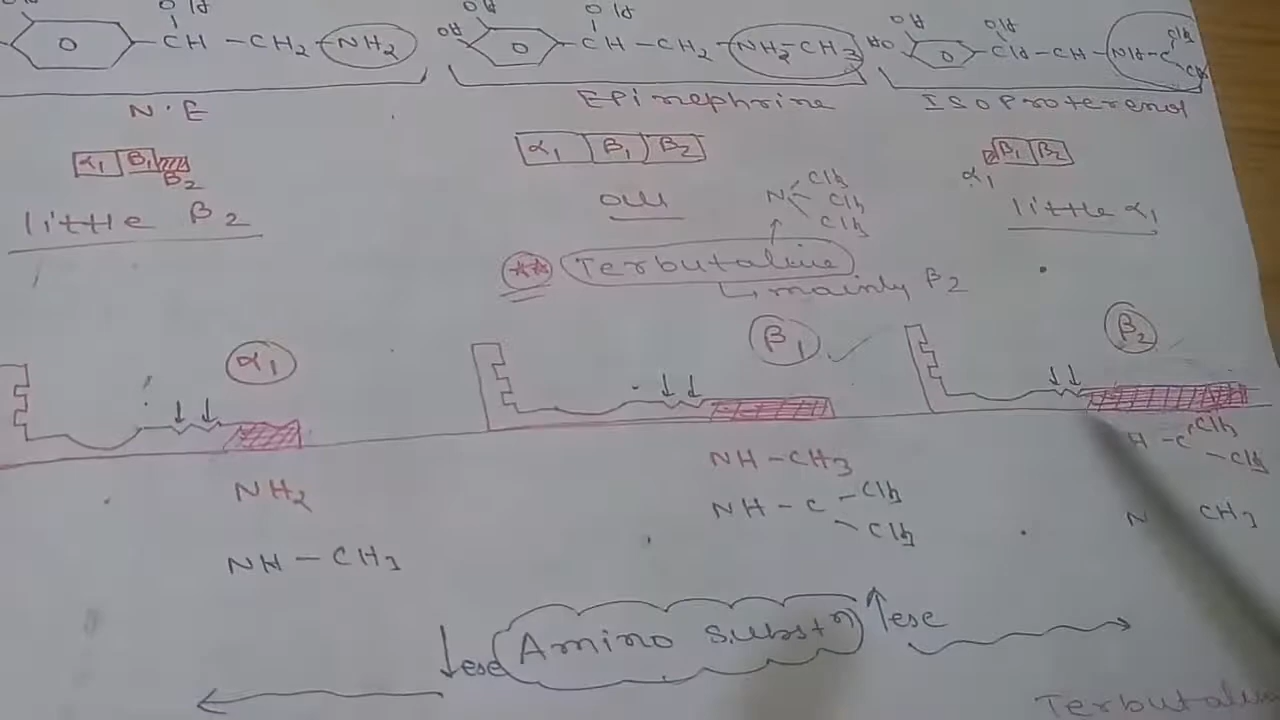 OH OH OH OH OH
O CH - CH2 - NH2 OH O CH - CH2 - NH2-CH3 HO O CH - CH - NH - C CH3 CH3
N.E Epinephrine Isoproterenol
α1 β1 β2 α1 β1 β2 α1 β1 β2
little β2 all N CH3 CH3 CH3 little α1
** Terbutaline
mainly β2
α1 β1 β2
NH2 NH-CH3 H-C CH3 CH3
NH-CH3 NH-C CH3 CH3 N CH3
↓ese Amino substn ↑ese